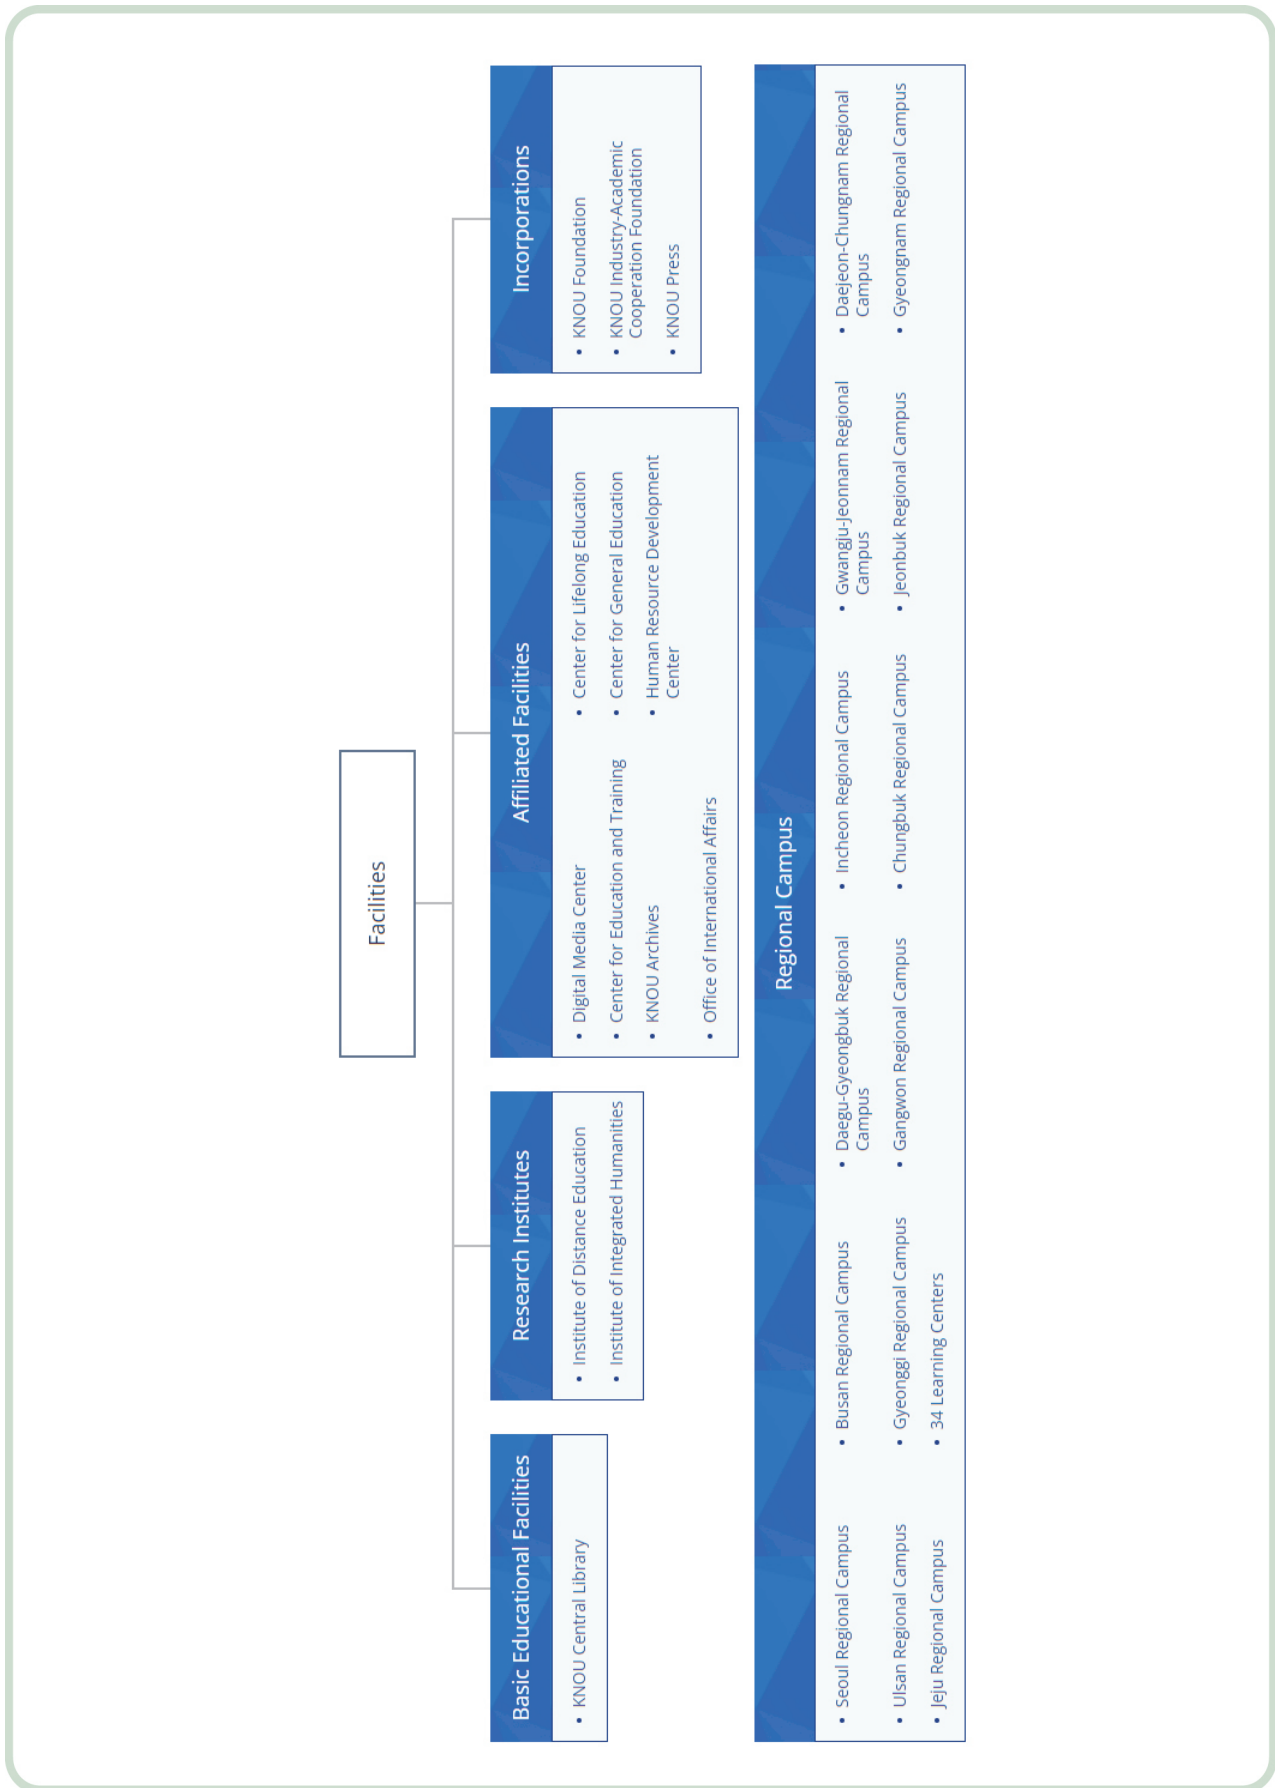 Facilities
Basic Educational Facilities
• KNOU Central Library
Research Institutes
• Institute of Distance Education
• Institute of Integrated Humanities
Affiliated Facilities
• Digital Media Center
• Center for Lifelong Education
• Center for Education and Training
• Center for General Education
• KNOU Archives
• Human Resource Development
Center
• Office of International Affairs
Incorporations
• KNOU Foundation
• KNOU Industry-Academic
Cooperation Foundation
• KNOU Press
Regional Campus
• Seoul Regional Campus
• Busan Regional Campus
• Daegu-Gyeongbuk Regional
Campus
• Incheon Regional Campus
• Gwangju-Jeonnam Regional
Campus
• Daejeon-Chungnam Regional
Campus
• Ulsan Regional Campus
• Gyeonggi Regional Campus
• Gangwon Regional Campus
• Chungbuk Regional Campus
• Jeonbuk Regional Campus
• Gyeongnam Regional Campus
• Jeju Regional Campus
• 34 Learning Centers